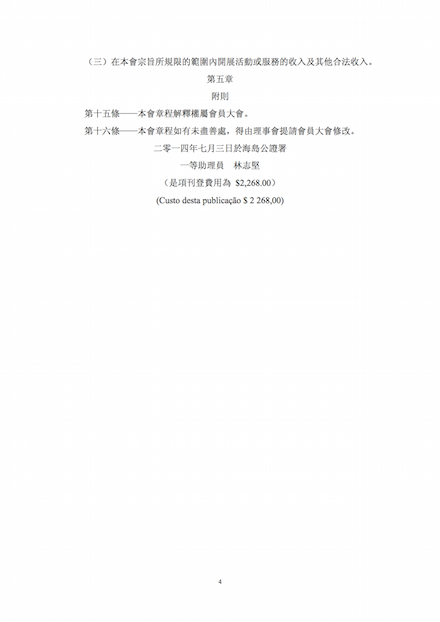 （三）在本會宗旨所規限的範圍內開展活動或服務的收入及其他合法收入。
第五章
附則
第十五條——本會章程解釋權屬會員大會。
第十六條——本會章程如有未盡善處，得由理事會提請會員大會修改。
二零一四年七月三日於海島公證署
一等助理員　林志堅
（是項刊登費用為 $2,268.00）
(Custo desta publicação $ 2 268,00)
4